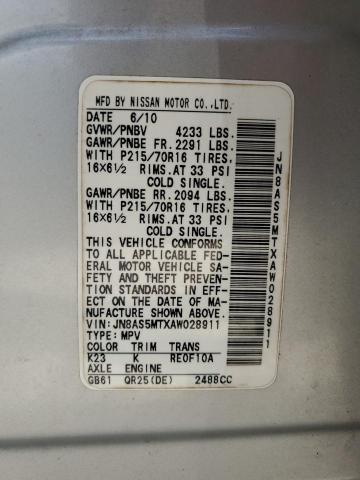 MFD BY NISSAN MOTOR CO.,LTD.
DATE 6/10
GVWR/PNBV 4233 LBS.
GAWR/PNBE FR. 2291 LBS.
WITH P215/70R16 TIRES,
16X6½ RIMS. AT 33 PSI
COLD SINGLE.
GAWR/PNBE RR. 2094 LBS.
WITH P215/70R16 TIRES,
16X6½ RIMS. AT 33 PSI
COLD SINGLE.
THIS VEHICLE CONFORMS
TO ALL APPLICABLE FED-
ERAL MOTOR VEHICLE SA-
FETY AND THEFT PREVEN-
TION STANDARDS IN EFF-
ECT ON THE DATE OF MA-
NUFACTURE SHOWN ABOVE.
VIN:JN8AS5MTXAW028911
TYPE: MPV
COLOR TRIM TRANS
K23 K RE0F10A
AXLE ENGINE
GB61 QR25(DE) 2488CC
JN8AS5MTXAW028911